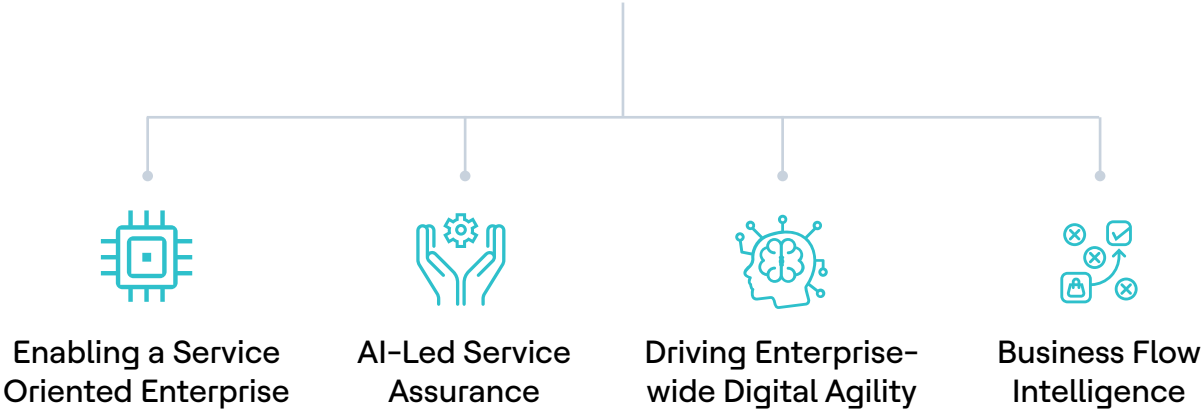 Enabling a Service
Oriented Enterprise
AI-Led Service
Assurance
Driving Enterprise-
wide Digital Agility
Business Flow
Intelligence